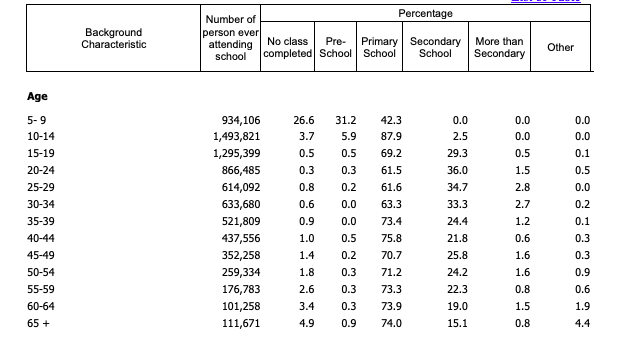 Percentage
Number of
Background person ever
Characteristic attending No class Pre- Primary Secondary More than Other
school completed School School School Secondary
Age
5- 9 934,106 26.6 31.2 42.3 0.0 0.0 0.0
10-14 1,493,821 3.7 5.9 87.9 2.5 0.0 0.0
15-19 1,295,399 0.5 0.5 69.2 29.3 0.5 0.1
20-24 866,485 0.3 0.3 61.5 36.0 1.5 0.5
25-29 614,092 0.8 0.2 61.6 34.7 2.8 0.0
30-34 633,680 0.6 0.0 63.3 33.3 2.7 0.2
35-39 521,809 0.9 0.0 73.4 24.4 1.2 0.1
40-44 437,556 1.0 0.5 75.8 21.8 0.6 0.3
45-49 352,258 1.4 0.2 70.7 25.8 1.6 0.3
50-54 259,334 1.8 0.3 71.2 24.2 1.6 0.9
55-59 176,783 2.6 0.3 73.3 22.3 0.8 0.6
60-64 101,258 3.4 0.3 73.9 19.0 1.5 1.9
65 + 111,671 4.9 0.9 74.0 15.1 0.8 4.4